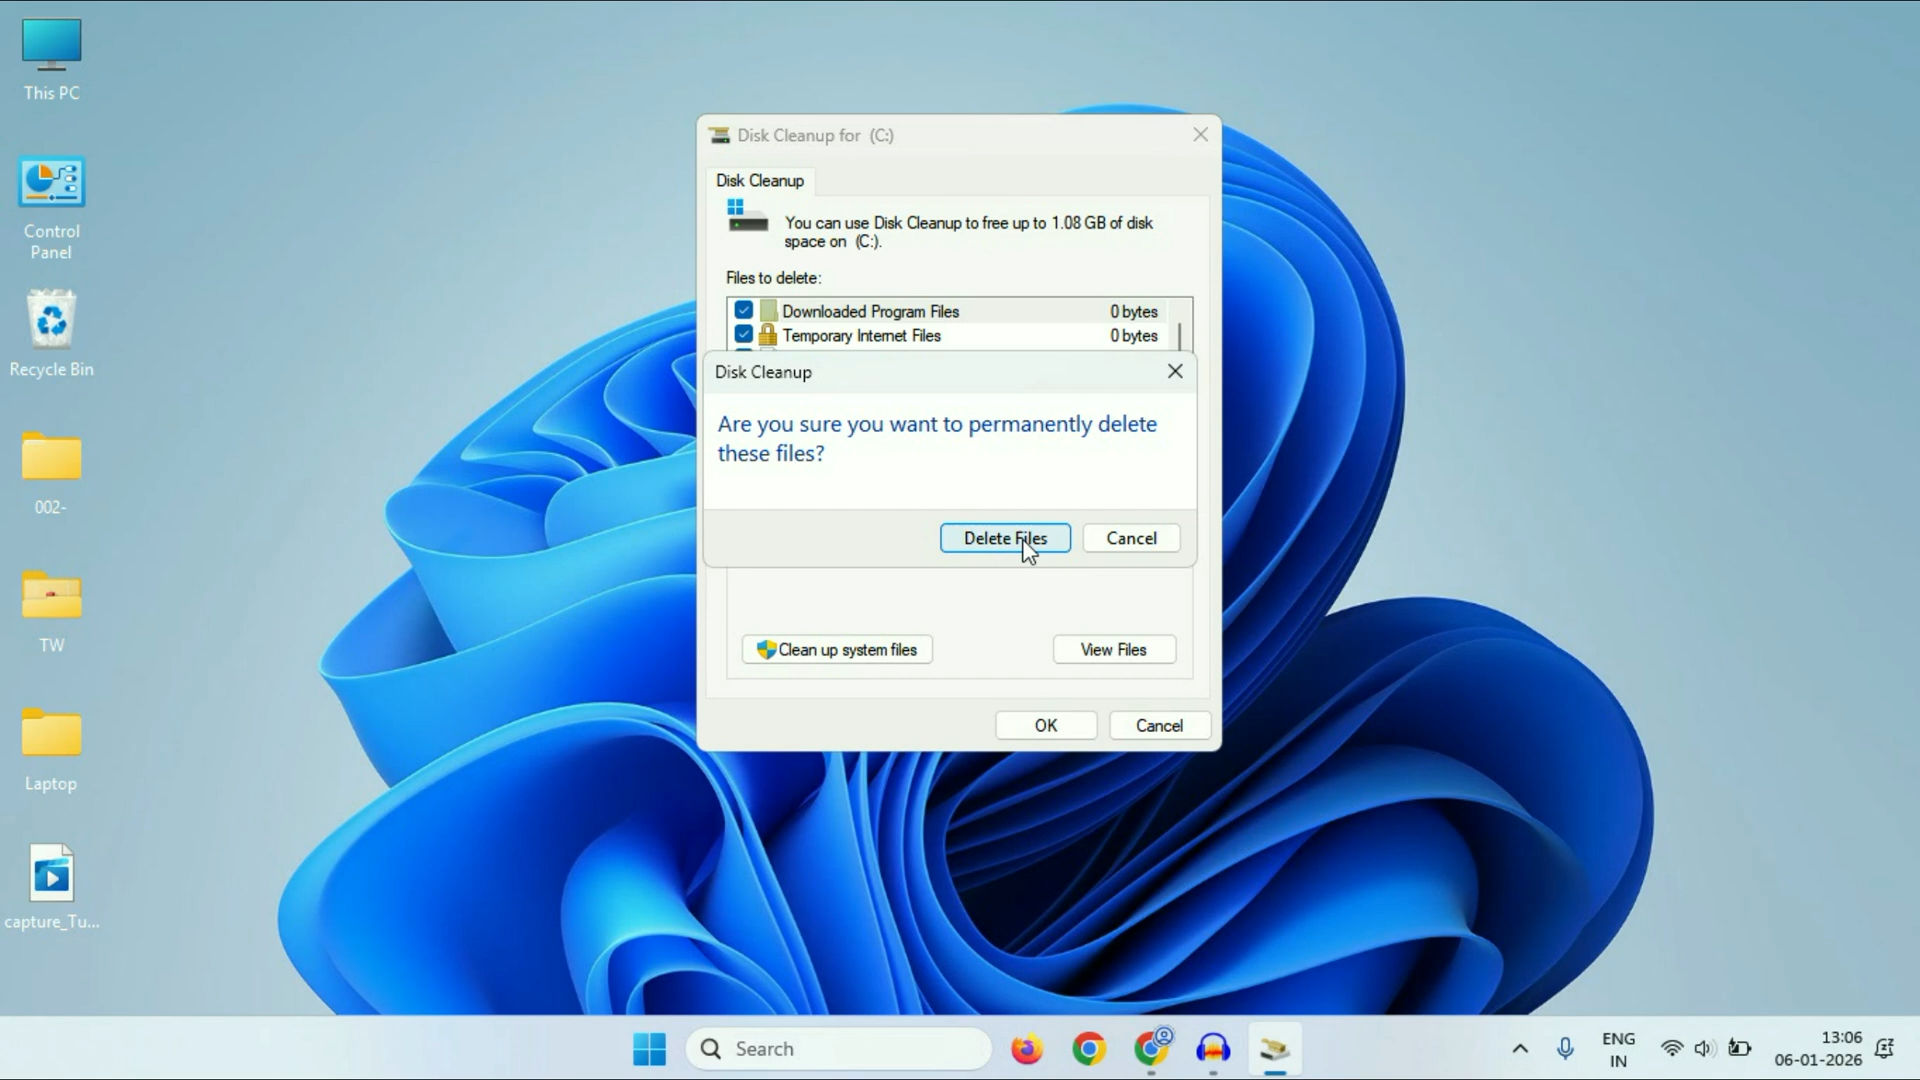 This PC
Control
Panel
Recycle Bin
002-
TW
Laptop
capture_Tu...
Disk Cleanup for (C:)
Disk Cleanup
You can use Disk Cleanup to free up to 1.08 GB of disk
space on (C:).
Files to delete:
Downloaded Program Files 0 bytes
Temporary Internet Files 0 bytes
Disk Cleanup
Are you sure you want to permanently delete
these files?
Delete Files Cancel
Clean up system files View Files
OK Cancel
Search
ENG
IN
13:06
06-01-2026